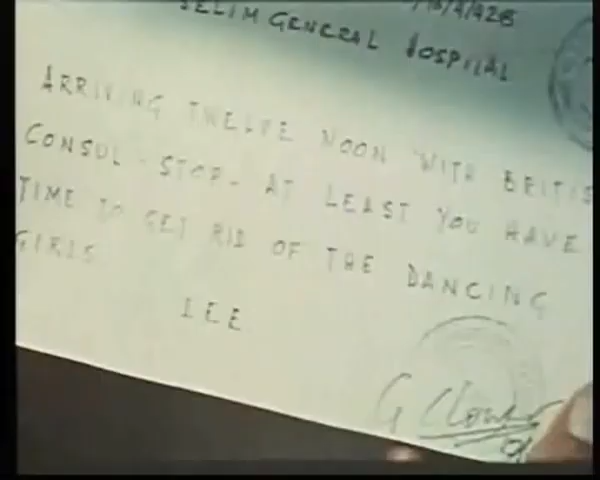 SELIM GENERAL HOSPITAL
ARRIVING TWELVE NOON WITH BRITIS
CONSUL - STOP - AT LEAST YOU HAVE
TIME TO GET RID OF THE DANCING
GIRLS
LEE